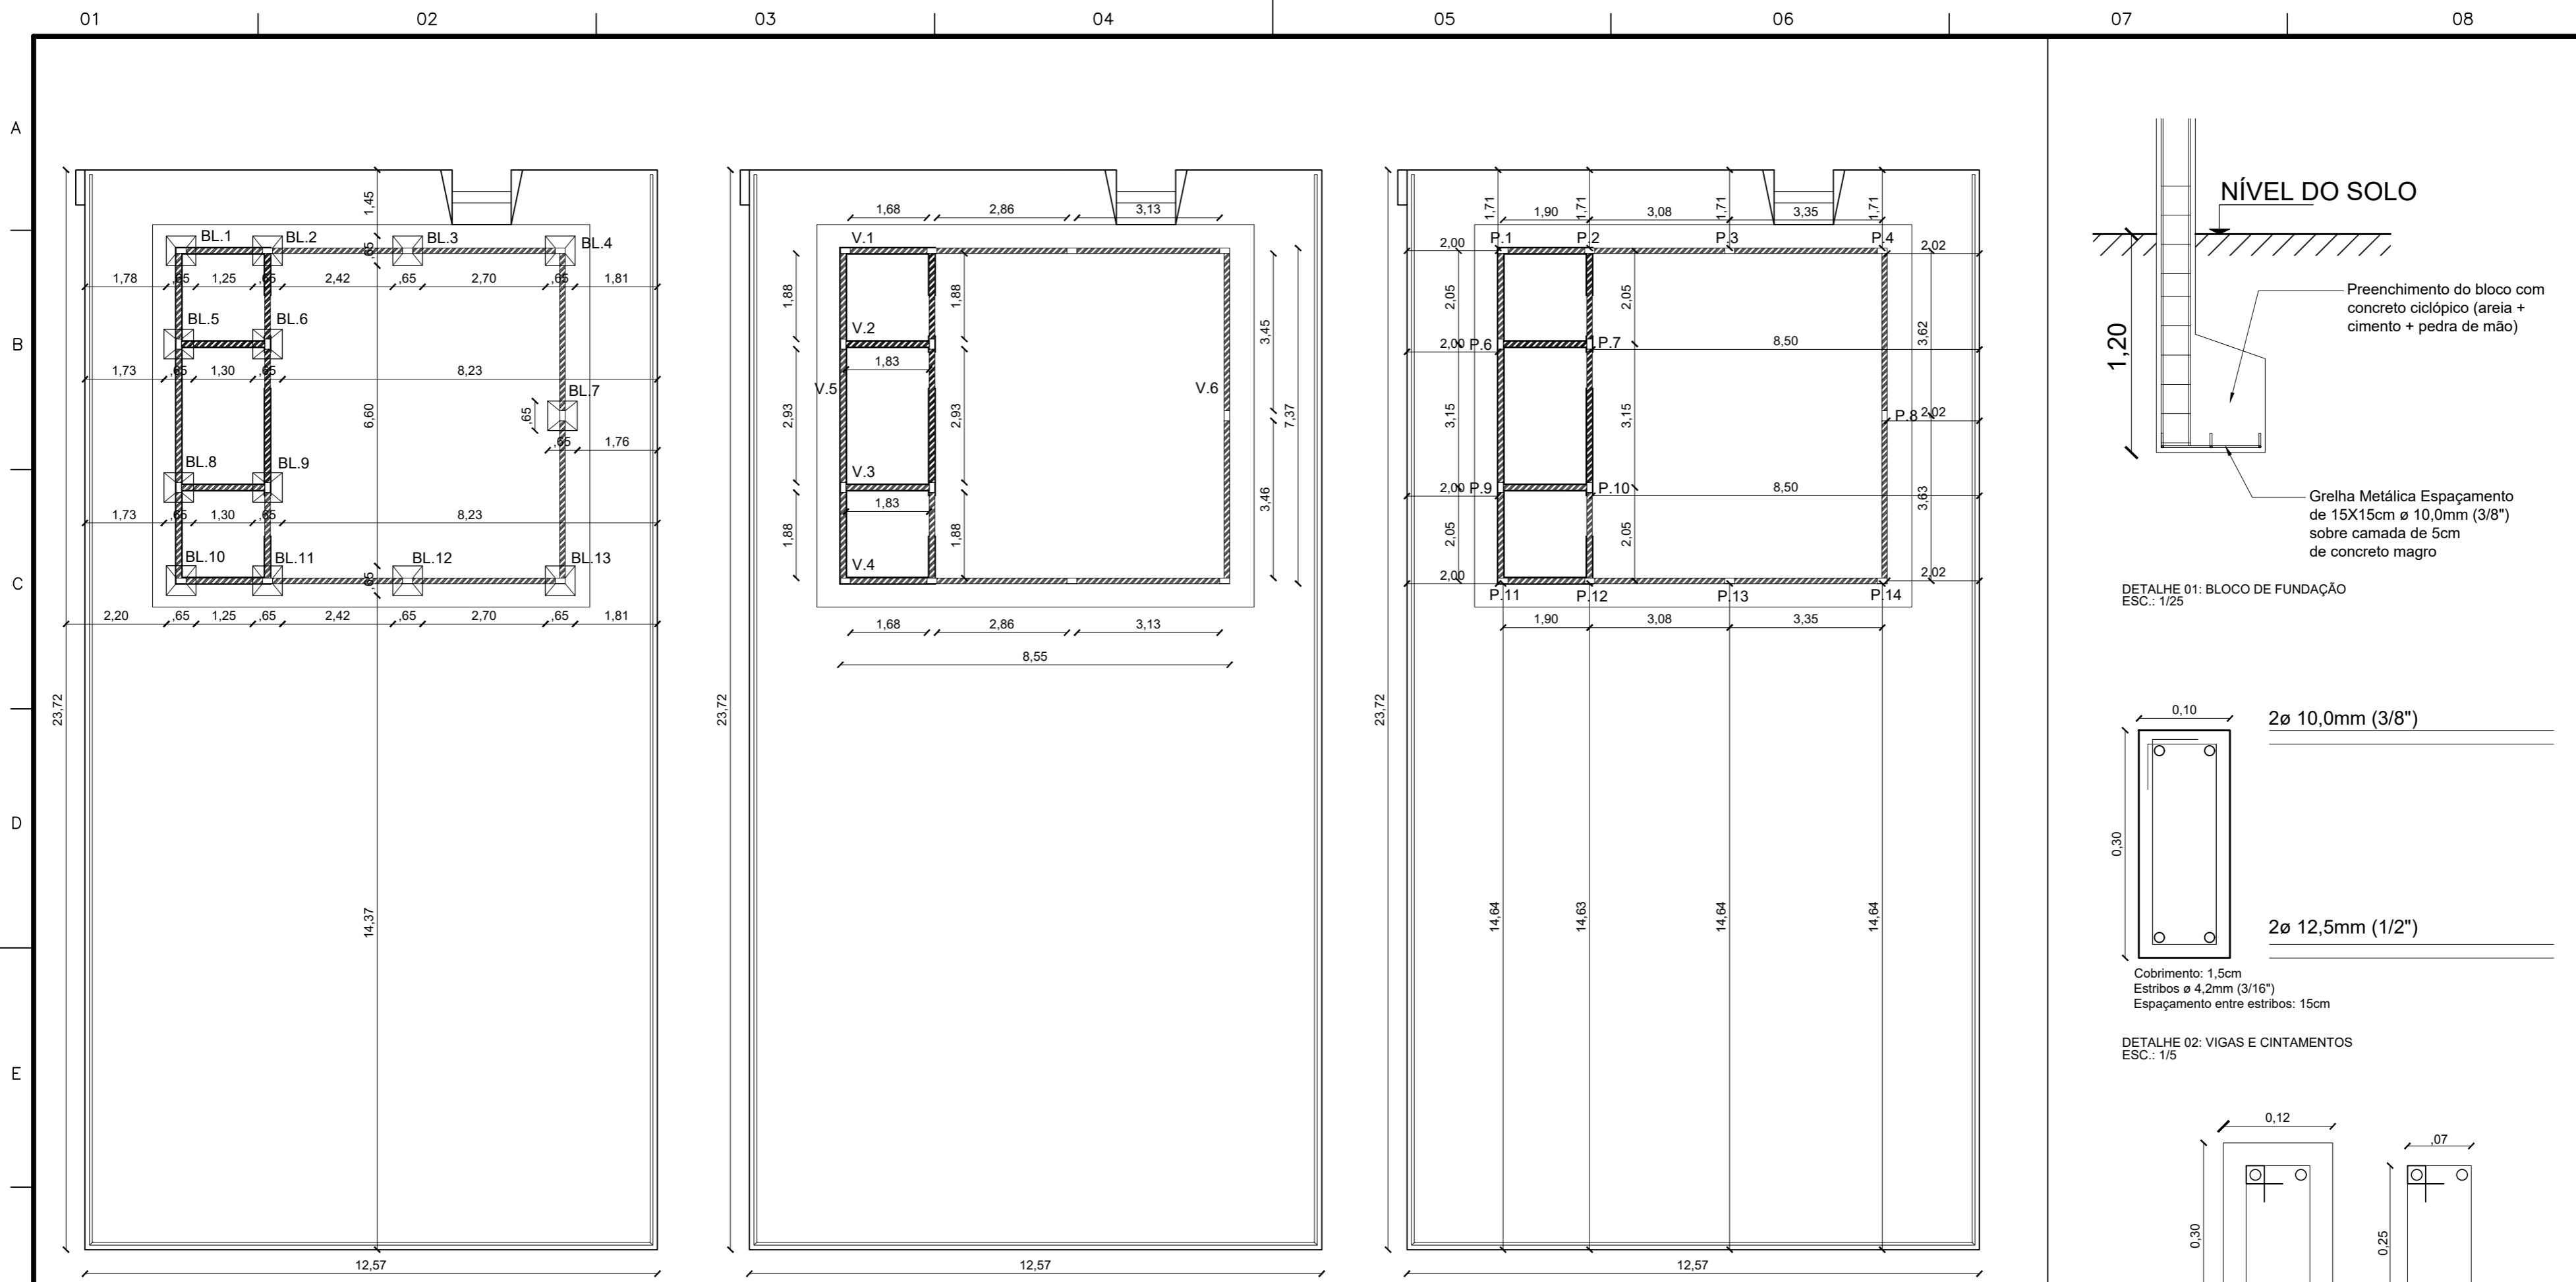 01 02 03 04 05 06 07 08
A
B
C
D
E
1,45
,65
BL.1 BL.2 BL.3 BL.4
1,78 ,65 1,25 ,65 2,42 ,65 2,70 ,65 1,81
BL.5 BL.6
1,73 ,65 1,30 ,65 8,23
6,60
BL.7
,65
,65 1,76
BL.8 BL.9
1,73 ,65 1,30 ,65 8,23
BL.10 BL.11 BL.12 BL.13
,65
2,20 ,65 1,25 ,65 2,42 ,65 2,70 ,65 1,81
23,72
14,37
12,57
1,68 2,86 3,13
V.1
1,88 1,88
V.2
1,83
3,45
V.5 V.6
2,93 2,93
7,37
V.3
1,83
3,46
1,88 1,88
V.4
1,68 2,86 3,13
8,55
23,72
12,57
1,71 1,71 1,71 1,71
1,90 3,08 3,35
2,00 P.1 P.2 P.3 P.4 2,02
2,05 2,05
2,00 P.6 P.7 8,50
3,62
3,15 3,15
P.8 2,02
2,00 P.9 P.10 8,50
3,63
2,05 2,05
2,00 2,02
P.11 P.12 P.13 P.14
1,90 3,08 3,35
23,72
14,64 14,63 14,64 14,64
12,57
NÍVEL DO SOLO
1,20
Preenchimento do bloco com
concreto ciclópico (areia +
cimento + pedra de mão)
Grelha Metálica Espaçamento
de 15X15cm ø 10,0mm (3/8")
sobre camada de 5cm
de concreto magro
DETALHE 01: BLOCO DE FUNDAÇÃO
ESC.: 1/25
0,10
2ø 10,0mm (3/8")
0,30
2ø 12,5mm (1/2")
Cobrimento: 1,5cm
Estribos ø 4,2mm (3/16")
Espaçamento entre estribos: 15cm
DETALHE 02: VIGAS E CINTAMENTOS
ESC.: 1/5
0,12
,07
0,30
0,25